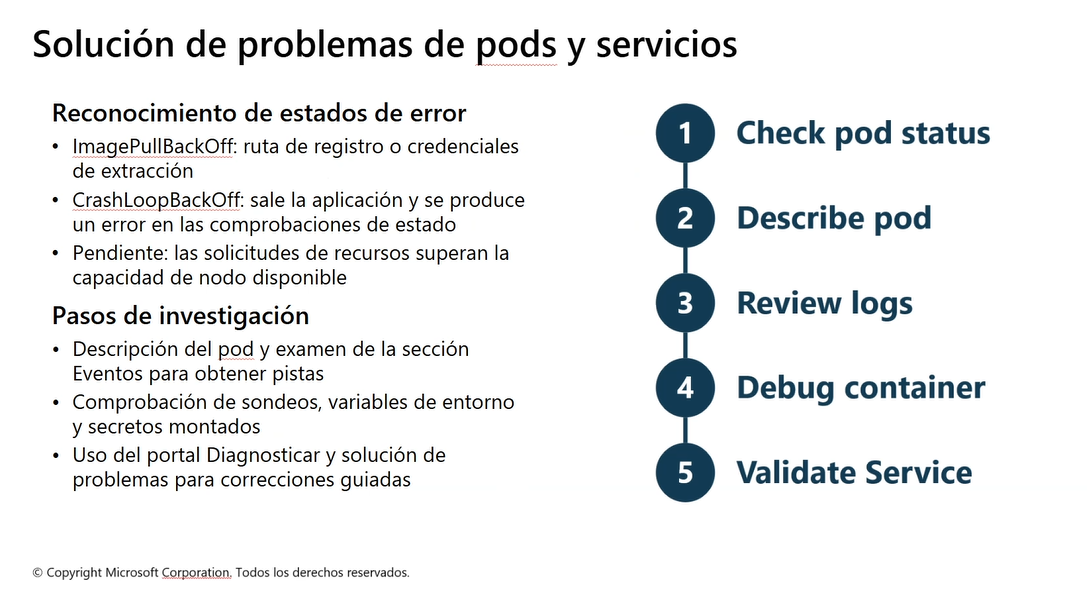 Solución de problemas de pods y servicios
Reconocimiento de estados de error
• ImagePullBackOff: ruta de registro o credenciales
de extracción
• CrashLoopBackOff: sale la aplicación y se produce
un error en las comprobaciones de estado
• Pendiente: las solicitudes de recursos superan la
capacidad de nodo disponible
Pasos de investigación
• Descripción del pod y examen de la sección
Eventos para obtener pistas
• Comprobación de sondeos, variables de entorno
y secretos montados
• Uso del portal Diagnosticar y solución de
problemas para correcciones guiadas
1 Check pod status
2 Describe pod
3 Review logs
4 Debug container
5 Validate Service
© Copyright Microsoft Corporation. Todos los derechos reservados.